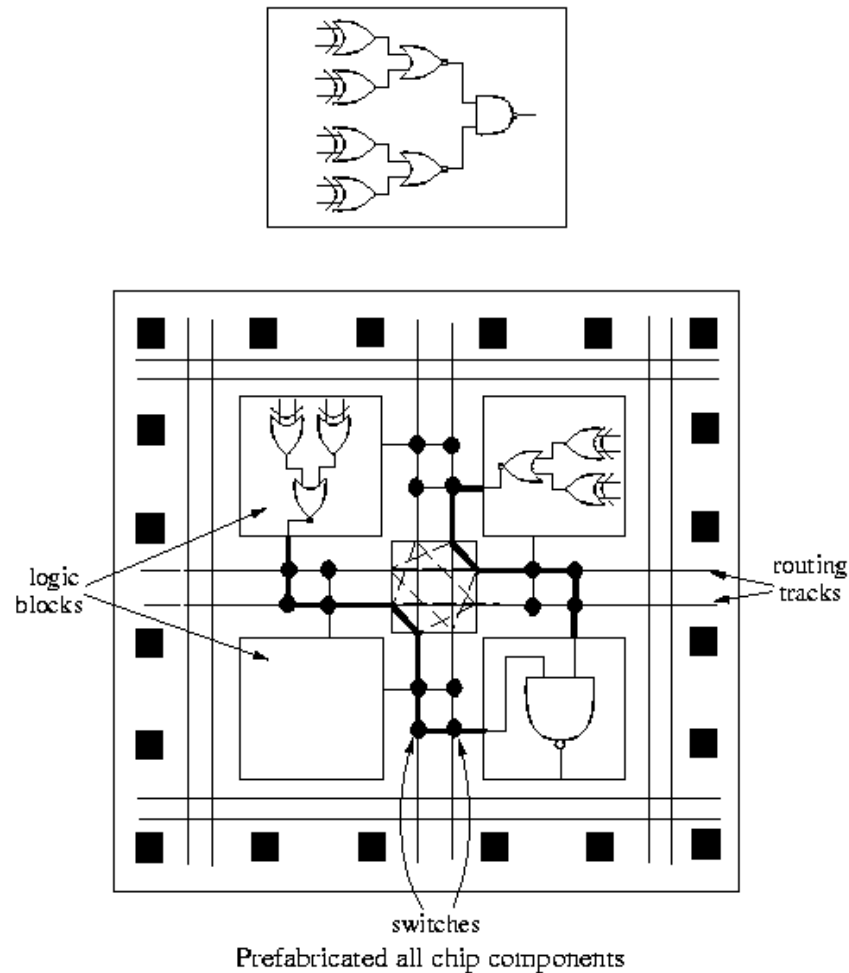 logic
blocks
routing
tracks
switches
Prefabricated all chip components